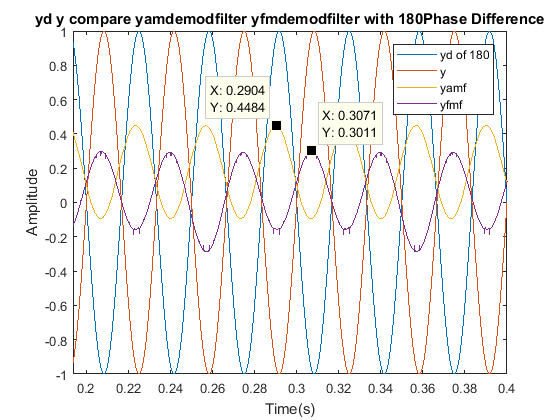 yd y compare yamdemodfilter yfmdemodfilter with 180Phase Difference
yd of 180
y
yamf
yfmf
X: 0.2904
Y: 0.4484
X: 0.3071
Y: 0.3011
Amplitude
1
0.8
0.6
0.4
0.2
0
-0.2
-0.4
-0.6
-0.8
-1
0.2
0.22
0.24
0.26
0.28
0.3
0.32
0.34
0.36
0.38
0.4
Time(s)